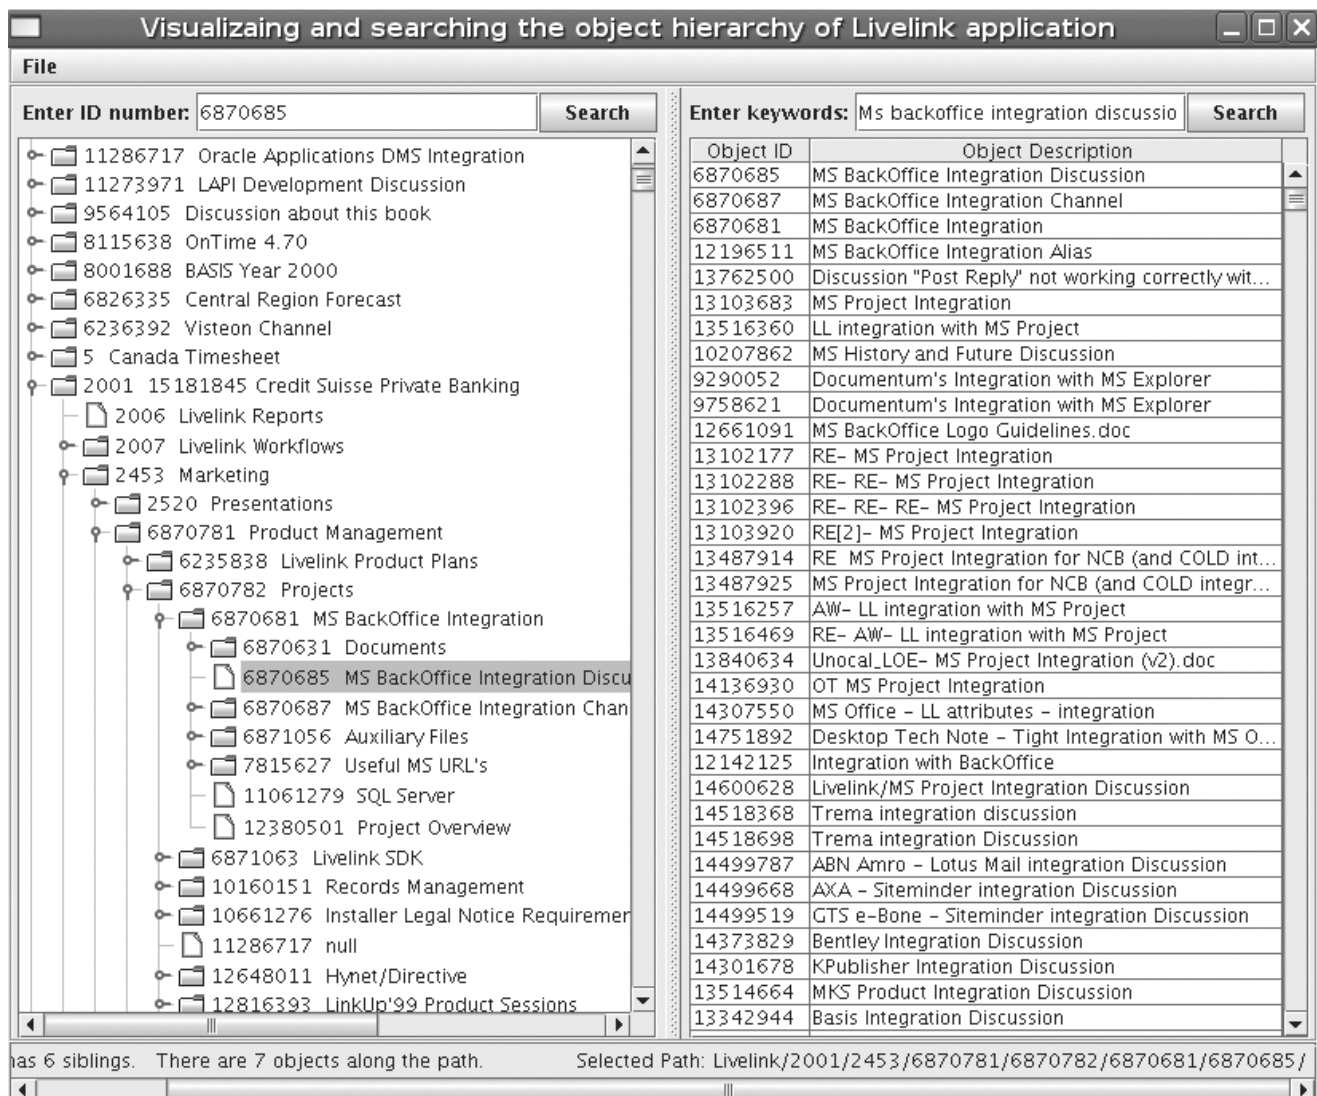 Visualizaing and searching the object hierarchy of Livelink application
File
Enter ID number: 6870685 Search
11286717 Oracle Applications DMS Integration
11273971 LAPI Development Discussion
9564105 Discussion about this book
8115638 OnTime 4.70
8001688 BASIS Year 2000
6826335 Central Region Forecast
6236392 Visteon Channel
5 Canada Timesheet
2001 15181845 Credit Suisse Private Banking
2006 Livelink Reports
2007 Livelink Workflows
2453 Marketing
2520 Presentations
6870781 Product Management
6235838 Livelink Product Plans
6870782 Projects
6870681 MS BackOffice Integration
6870631 Documents
6870685 MS BackOffice Integration Discu
6870687 MS BackOffice Integration Chan
6871056 Auxiliary Files
7815627 Useful MS URL's
11061279 SQL Server
12380501 Project Overview
6871063 Livelink SDK
10160151 Records Management
10661276 Installer Legal Notice Requiremer
11286717 null
12648011 Hynet/Directive
12816393 LinkUp'99 Product Sessions
Enter keywords: Ms backoffice integration discussio Search
Object ID Object Description
6870685 MS BackOffice Integration Discussion
6870687 MS BackOffice Integration Channel
6870681 MS BackOffice Integration
12196511 MS BackOffice Integration Alias
13762500 Discussion "Post Reply" not working correctly wit...
13103683 MS Project Integration
13516360 LL integration with MS Project
10207862 MS History and Future Discussion
9290052 Documentum's Integration with MS Explorer
9758621 Documentum's Integration with MS Explorer
12661091 MS BackOffice Logo Guidelines.doc
13102177 RE- MS Project Integration
13102288 RE- RE- MS Project Integration
13102396 RE- RE- RE- MS Project Integration
13103920 RE[2]- MS Project Integration
13487914 RE MS Project Integration for NCB (and COLD int...
13487925 MS Project Integration for NCB (and COLD integr...
13516257 AW- LL integration with MS Project
13516469 RE- AW- LL integration with MS Project
13840634 Unocal_LOE- MS Project Integration (v2).doc
14136930 OT MS Project Integration
14307550 MS Office - LL attributes - integration
14751892 Desktop Tech Note - Tight Integration with MS O...
12142125 Integration with BackOffice
14600628 Livelink/MS Project Integration Discussion
14518368 Trema integration discussion
14518698 Trema integration Discussion
14499787 ABN Amro - Lotus Mail integration Discussion
14499668 AXA - Siteminder integration Discussion
14499519 GTS e-Bone - Siteminder integration Discussion
14373829 Bentley Integration Discussion
14301678 KPublisher Integration Discussion
13514664 MKS Product Integration Discussion
13342944 Basis Integration Discussion
has 6 siblings. There are 7 objects along the path. Selected Path: Livelink/2001/2453/6870781/6870782/6870681/6870685/